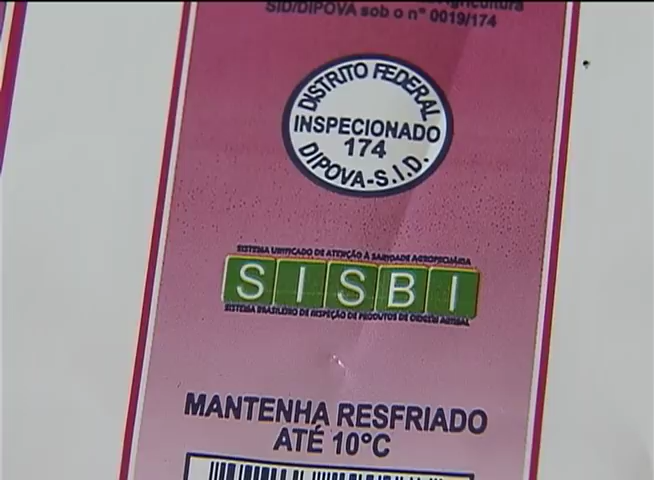 Agricultura
SID/DIPOVA sob o nº 0019/174
DISTRITO FEDERAL
INSPECIONADO
174
DIPOVA-S.I.D.
SISTEMA UNIFICADO DE ATENÇÃO À SANIDADE AGROPECUÁRIA
SISBI
SISTEMA BRASILEIRO DE INSPEÇÃO DE PRODUTOS DE ORIGEM ANIMAL
MANTENHA RESFRIADO
ATÉ 10°C